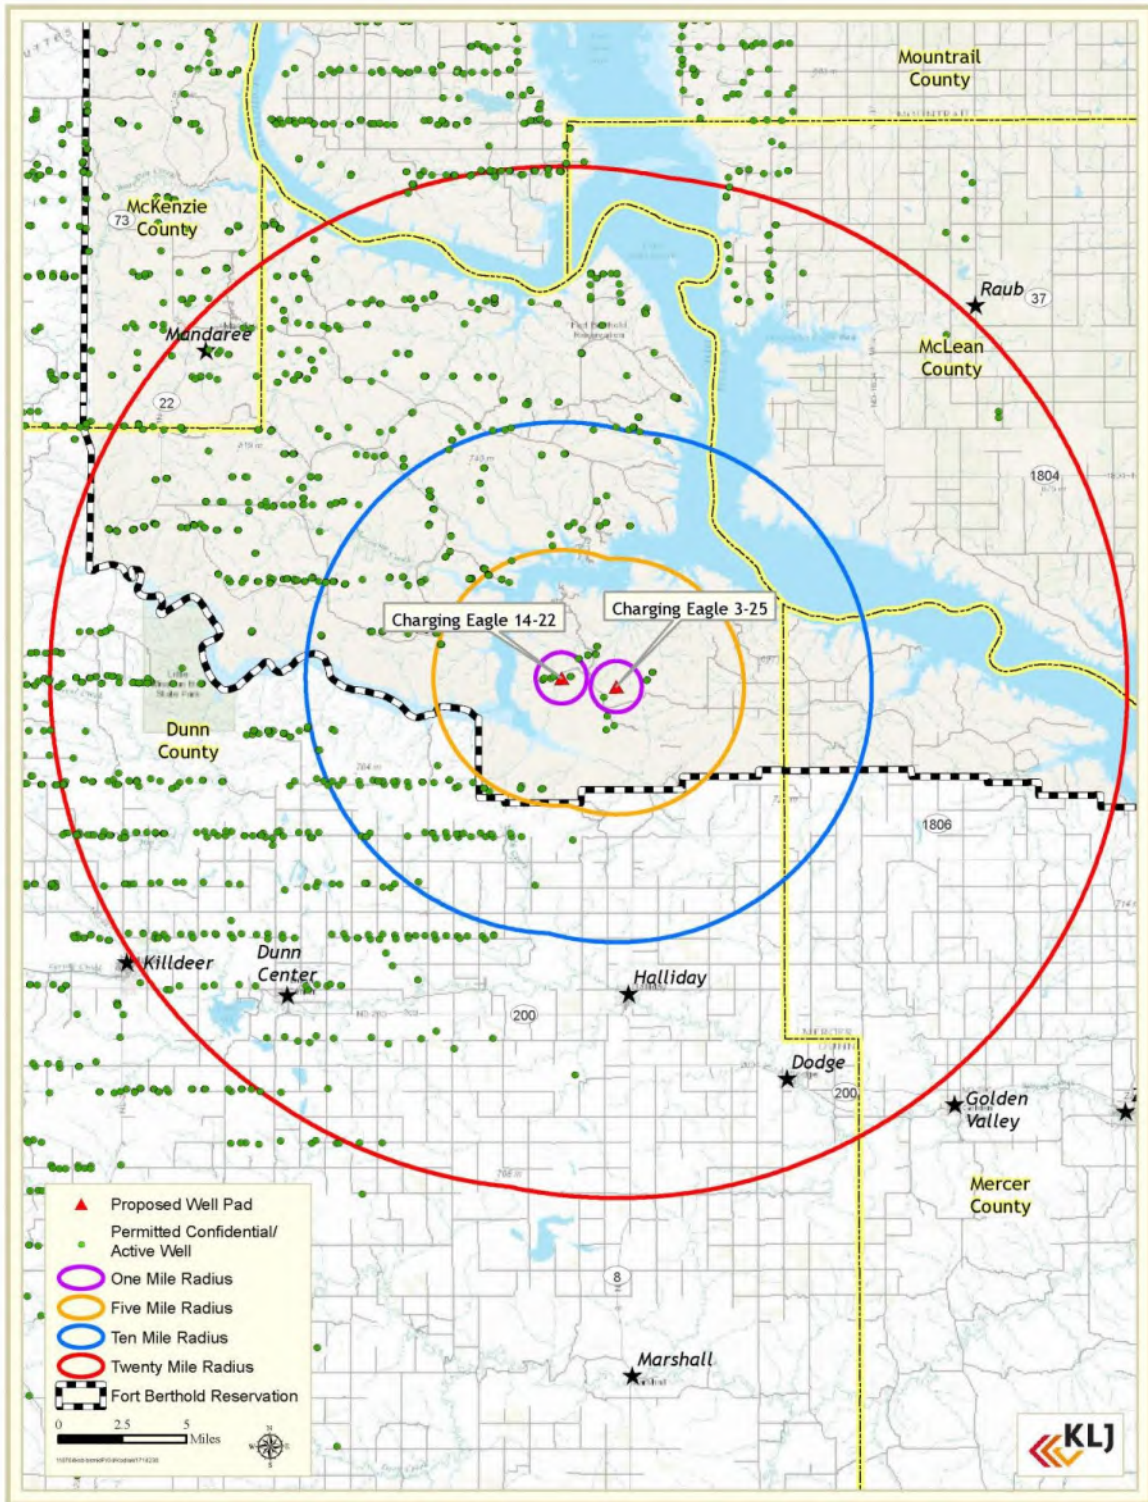 Mountrail
County
McKenzie
County
73
Raub
37
Mandaree
McLean
County
22
1804
Charging Eagle 14-22
Charging Eagle 3-25
Dunn
County
1806
Killdeer
Dunn
Center
Halliday
200
Dodge
200
Golden
Valley
Mercer
County
8
Marshall
Proposed Well Pad
Permitted Confidential/
Active Well
One Mile Radius
Five Mile Radius
Ten Mile Radius
Twenty Mile Radius
Fort Berthold Reservation
0 2.5 5
Miles
N
W E
S
KLJ